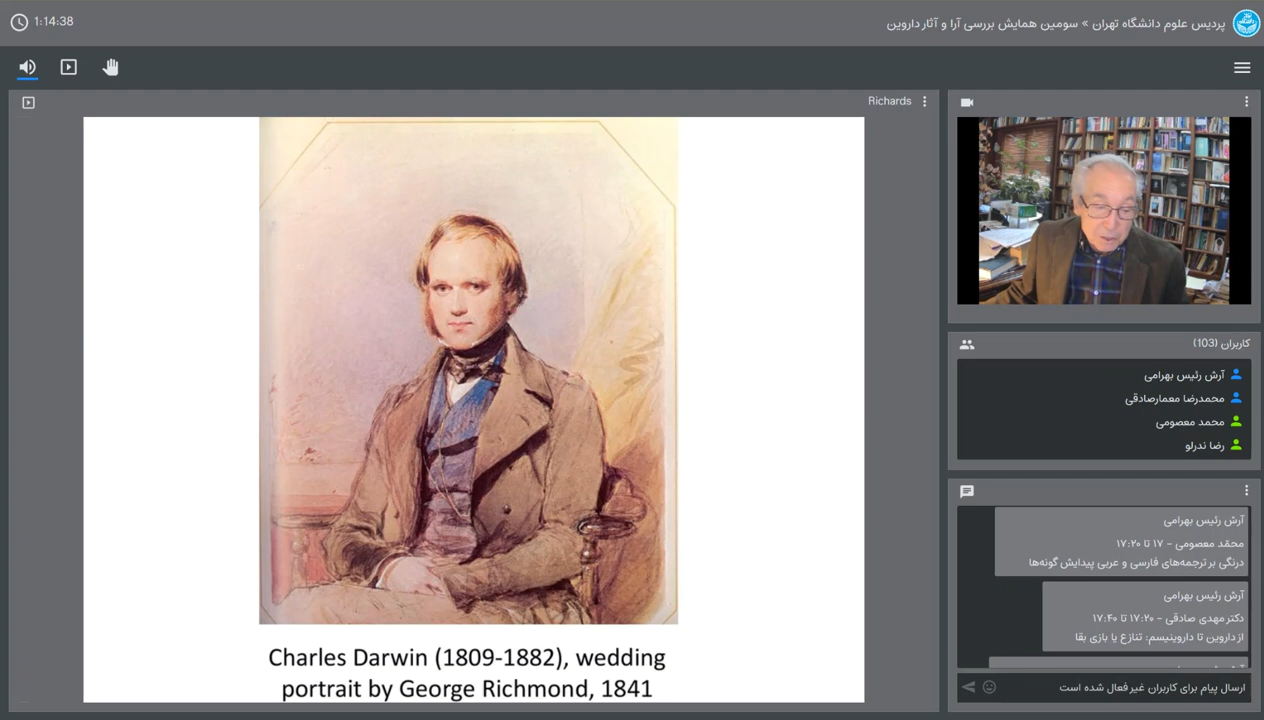 1:14:38
پردیس علوم دانشگاه تهران » سومین همایش بررسی آرا و آثار داروین
Richards
Charles Darwin (1809-1882), wedding
portrait by George Richmond, 1841
کاربران (103)
آرش رئیس بهرامی
محمدرضا معمارصادقی
محمد معصومی
رضا ندرلو
آرش رئیس بهرامی
محمّد معصومی – ۱۷ تا ۱۷:۲۰
درنگی بر ترجمه‌های فارسی و عربی پیدایش گونه‌ها
آرش رئیس بهرامی
دکتر مهدی صادقی – ۱۷:۲۰ تا ۱۷:۴۰
از داروین تا داروینیسم: تنازع یا بازی بقا
ارسال پیام برای کاربران غیر فعال شده است